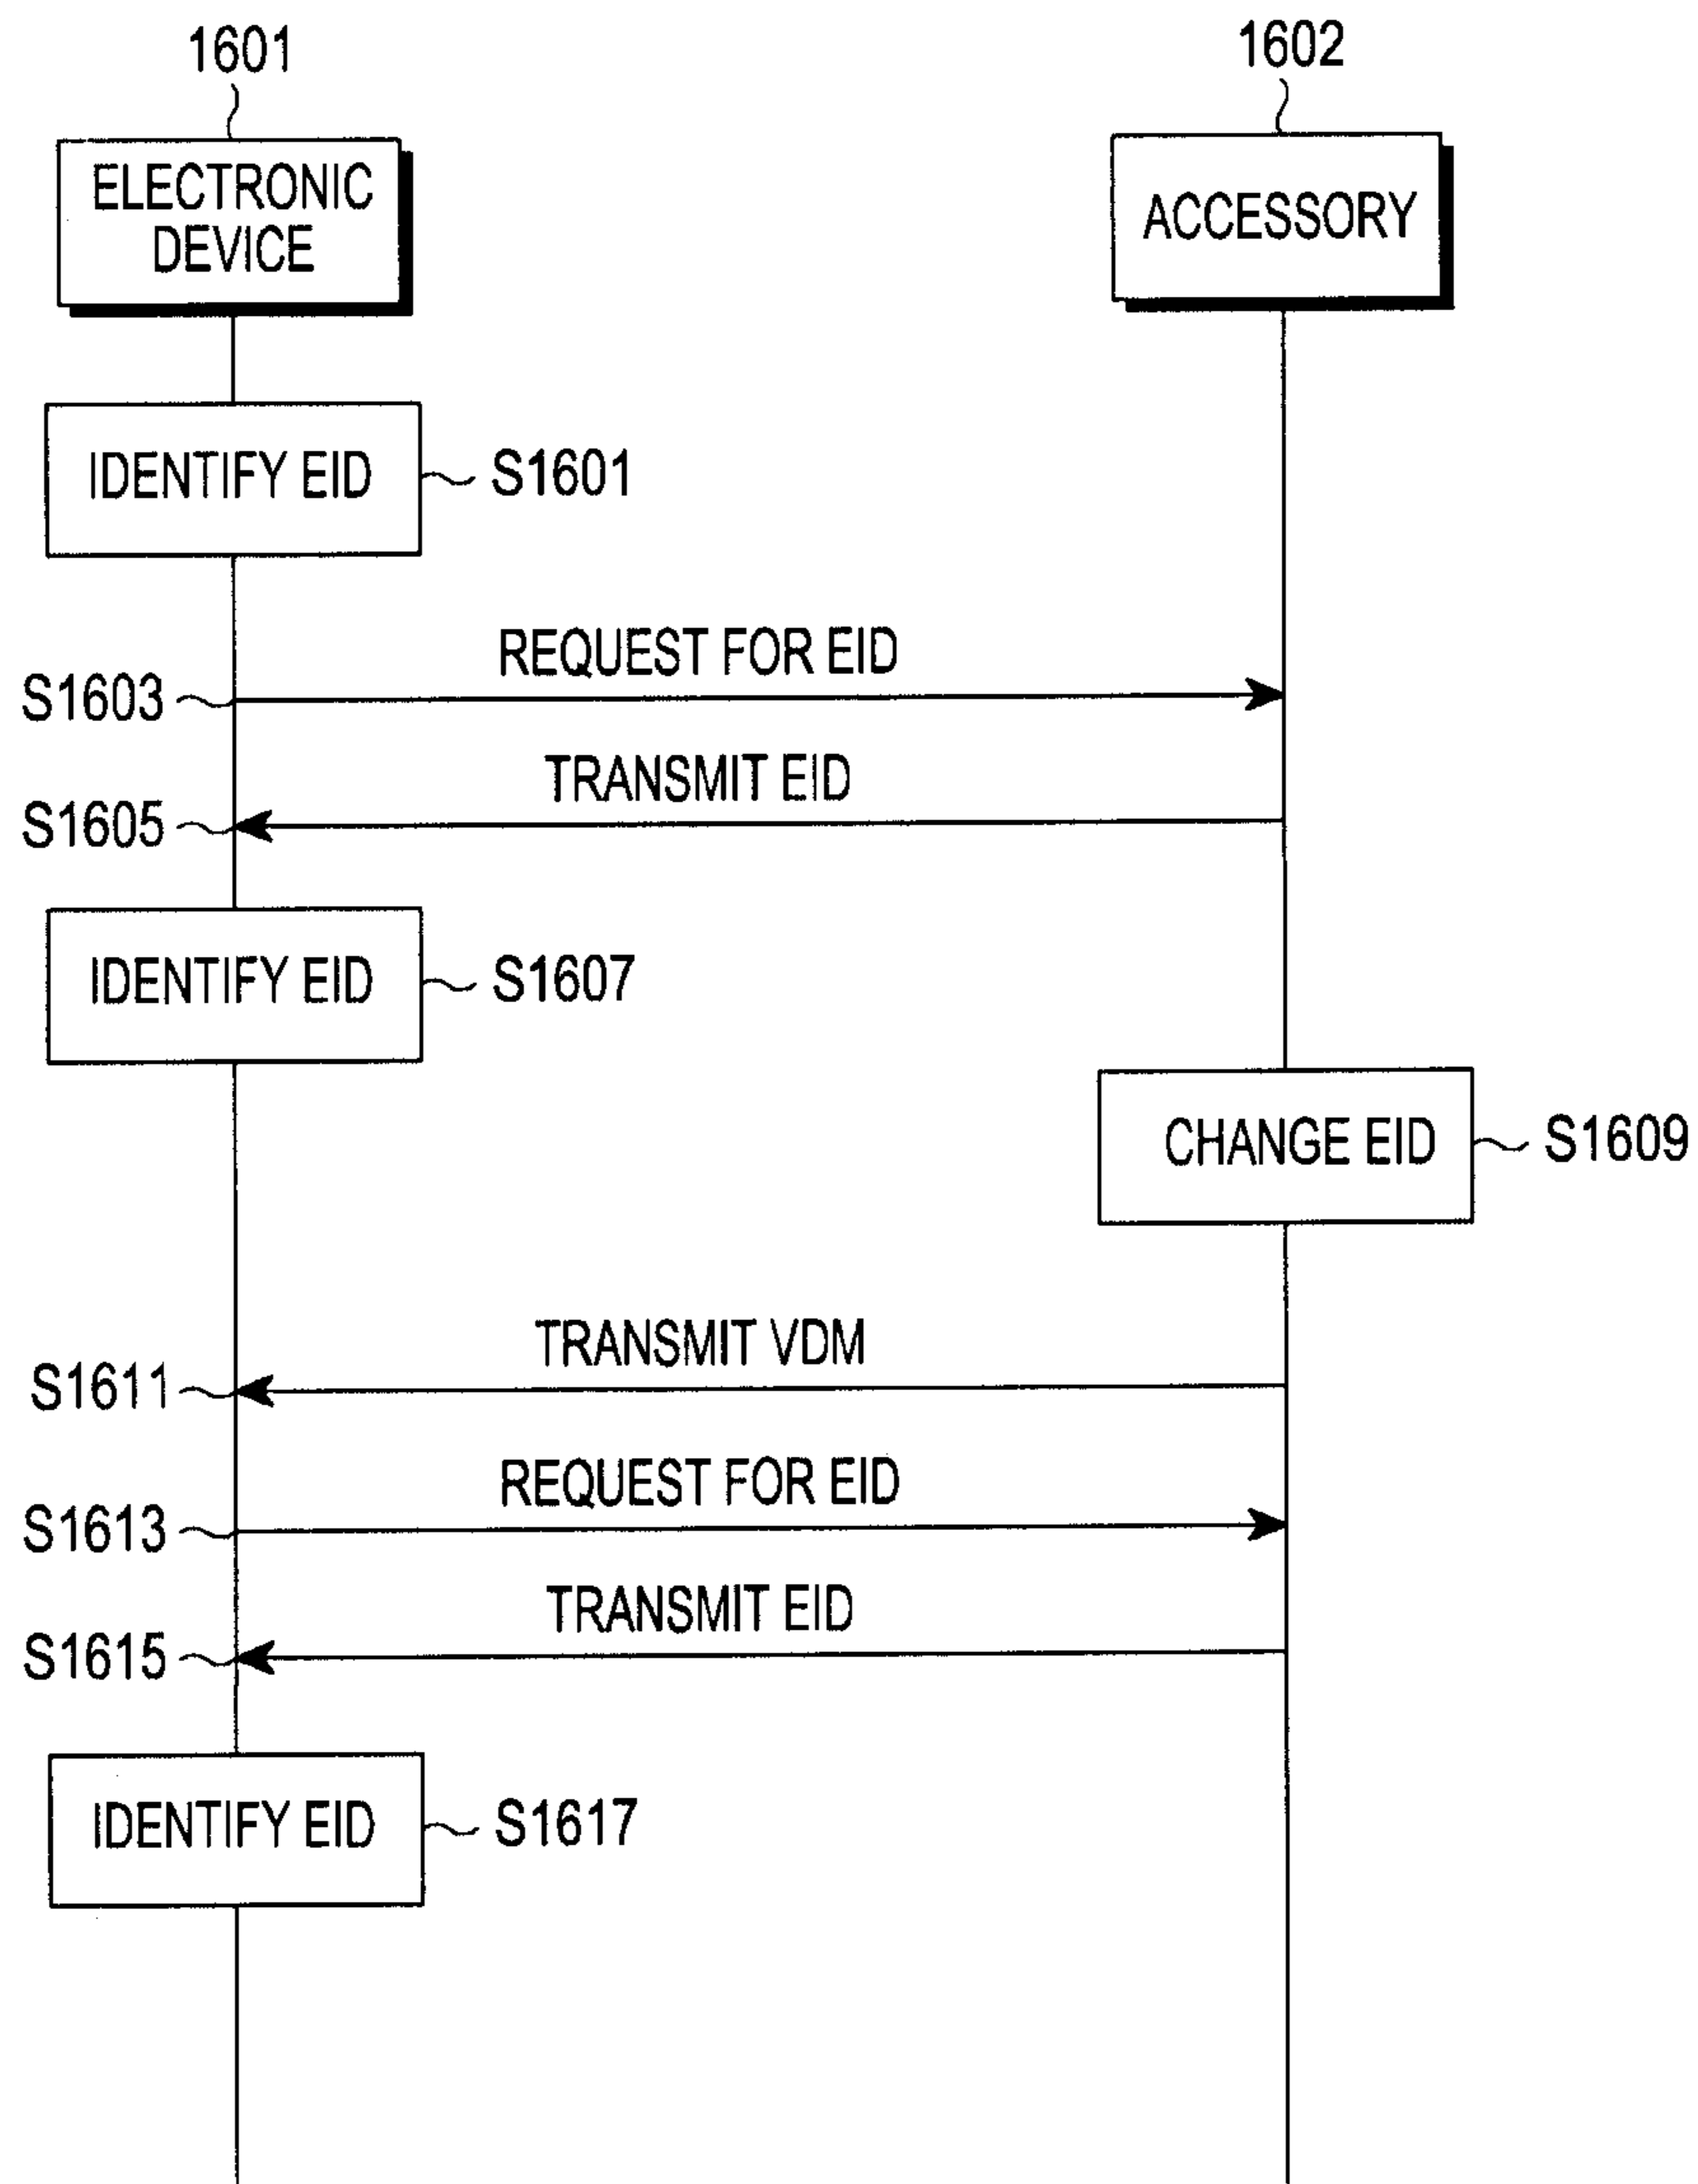 1601
1602
ELECTRONIC
DEVICE
ACCESSORY
IDENTIFY EID
S1601
REQUEST FOR EID
S1603
TRANSMIT EID
S1605
IDENTIFY EID
S1607
CHANGE EID
S1609
TRANSMIT VDM
S1611
REQUEST FOR EID
S1613
TRANSMIT EID
S1615
IDENTIFY EID
S1617